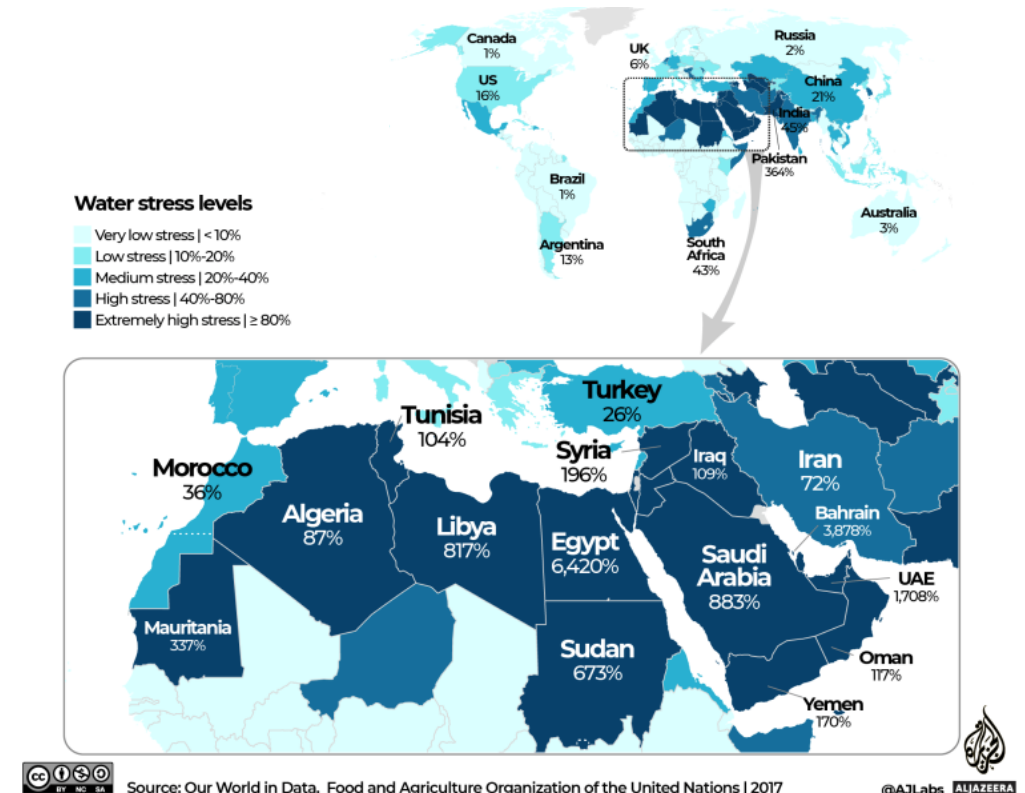 Canada
1%
US
16%
UK
6%
Russia
2%
China
21%
India
45%
Pakistan
364%
Brazil
1%
Argentina
13%
South
Africa
43%
Australia
3%
Water stress levels
Very low stress | < 10%
Low stress | 10%-20%
Medium stress | 20%-40%
High stress | 40%-80%
Extremely high stress | ≥ 80%
Turkey
26%
Tunisia
104%
Syria
196%
Iraq
109%
Iran
72%
Morocco
36%
Algeria
87%
Libya
817%
Egypt
6,420%
Bahrain
3,878%
Saudi
Arabia
883%
UAE
1,708%
Mauritania
337%
Sudan
673%
Oman
117%
Yemen
170%
cc
BY NC SA
Source: Our World in Data, Food and Agriculture Organization of the United Nations | 2017
@AJLabs
الجزيرة
ALJAZEERA